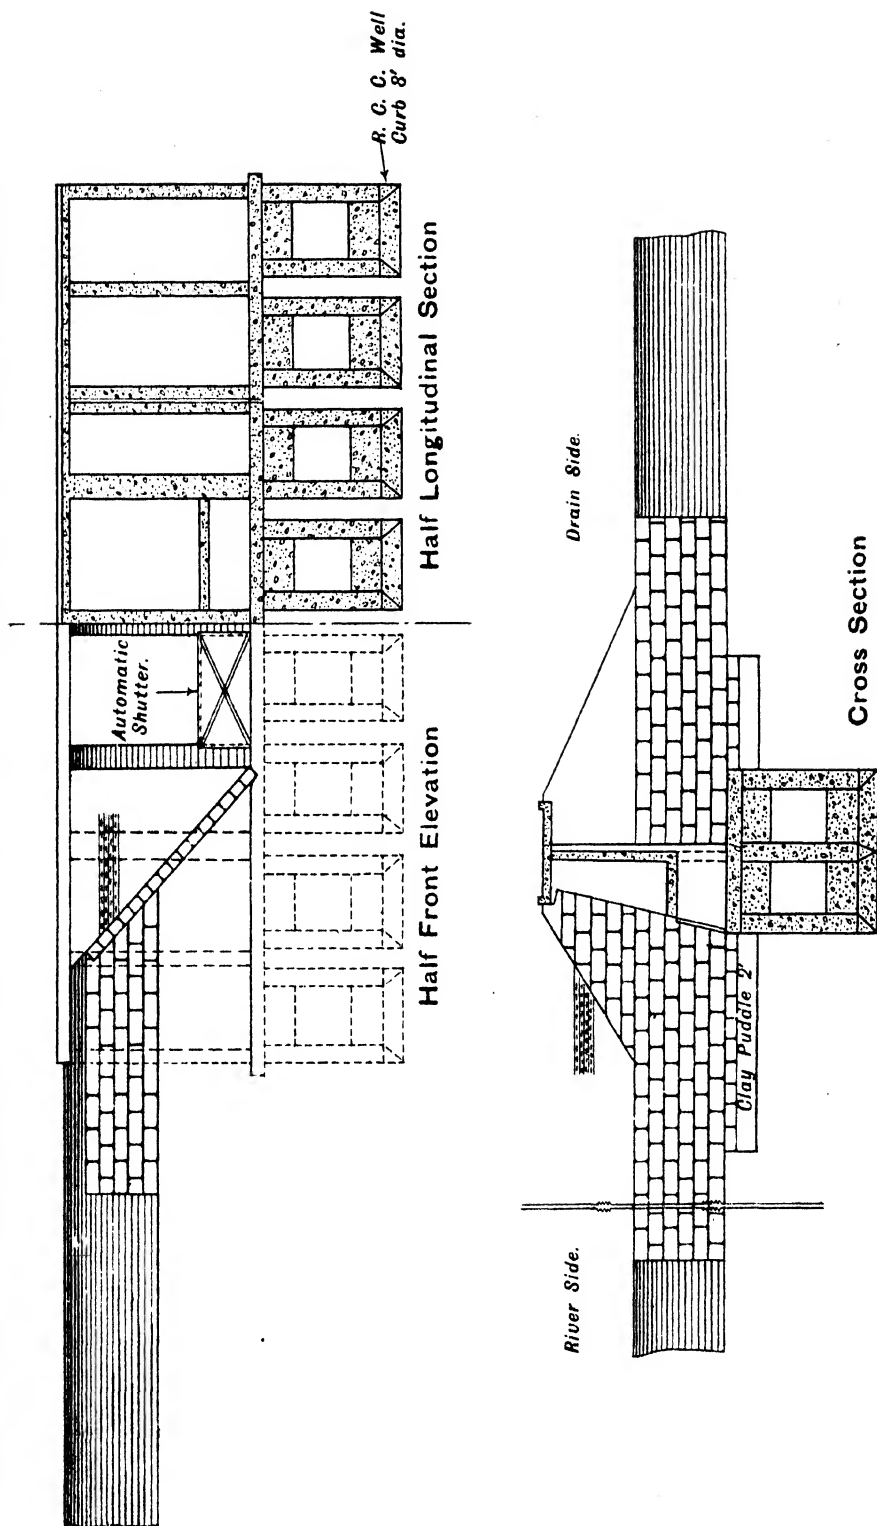 R. C. C. Well
Curb 8' dia.
Automatic
Shutter.
Half Front Elevation
Half Longitudinal Section
River Side.
Drain Side.
Clay Puddle 2'
Cross Section